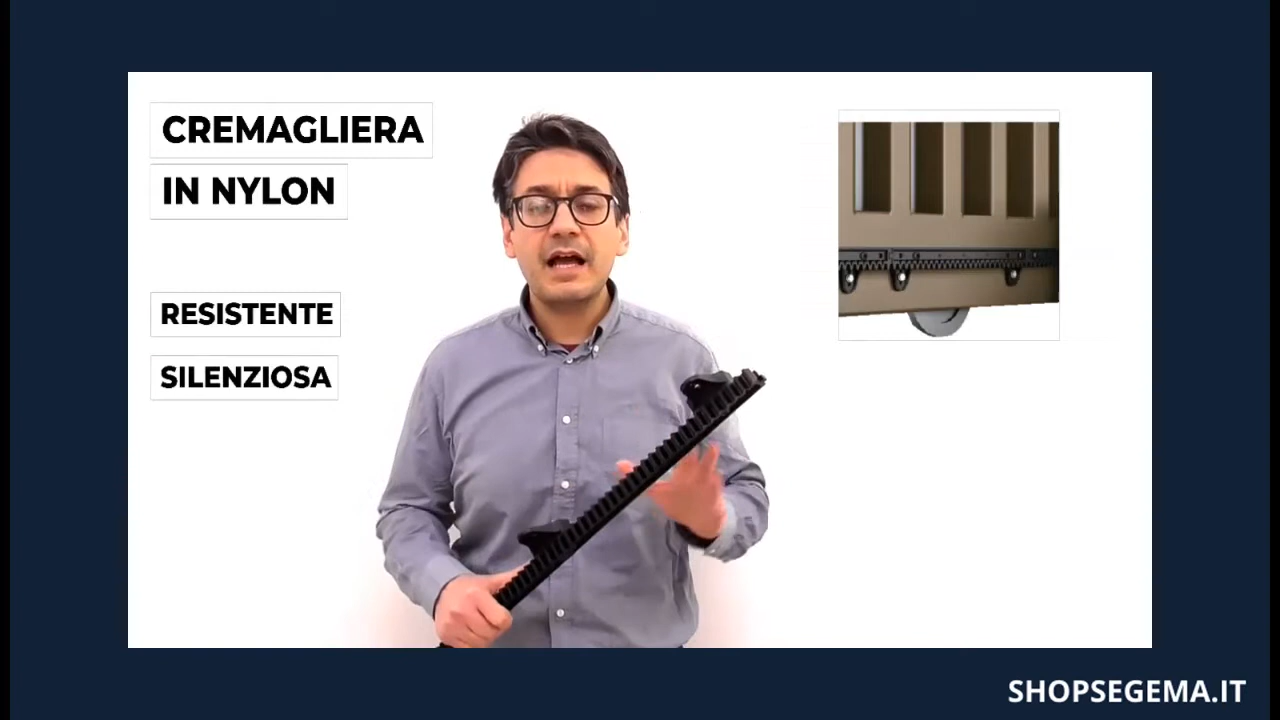 CREMAGLIERA
IN NYLON
RESISTENTE
SILENZIOSA
SHOPSEGEMA.IT